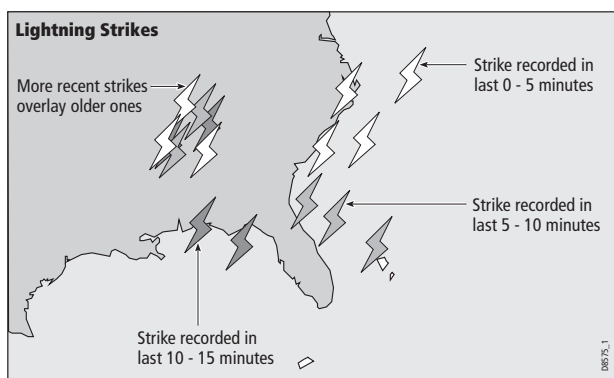 Lightning Strikes
More recent strikes
overlay older ones
Strike recorded in
last 0 - 5 minutes
Strike recorded in
last 5 - 10 minutes
Strike recorded in
last 10 - 15 minutes
D8575_1